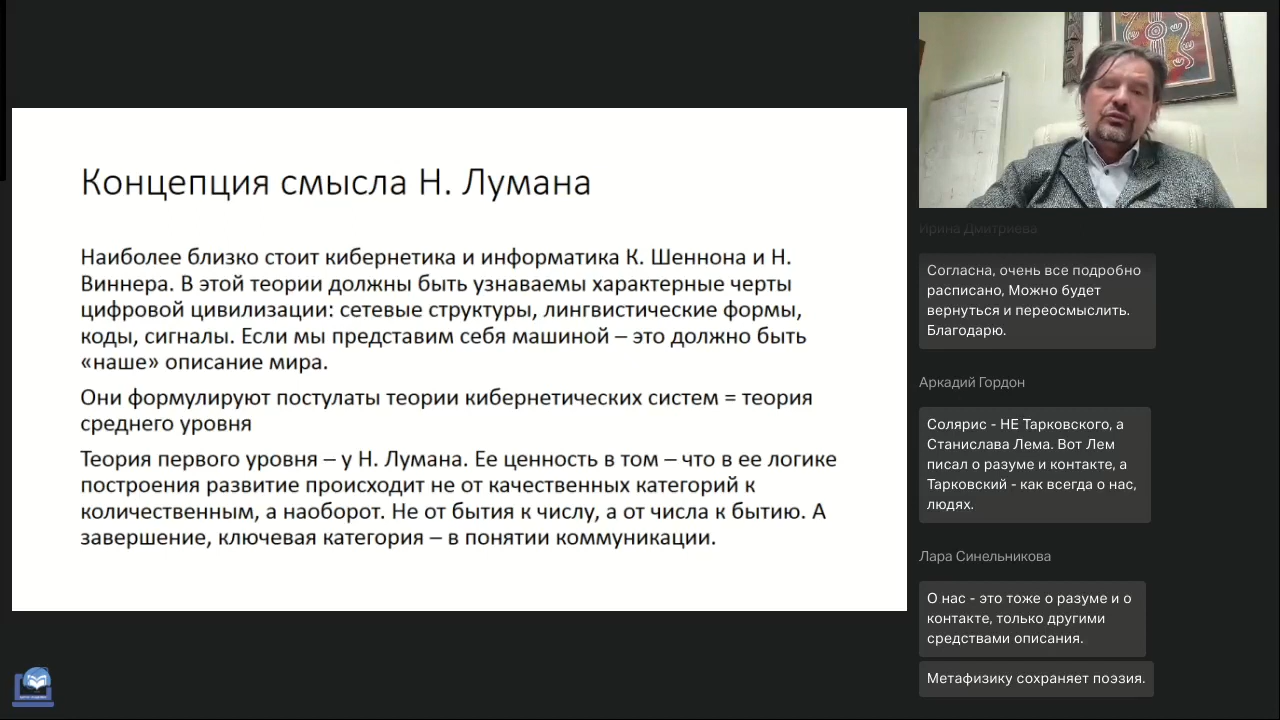 Концепция смысла Н. Лумана
Наиболее близко стоит кибернетика и информатика К. Шеннона и Н.
Виннера. В этой теории должны быть узнаваемы характерные черты
цифровой цивилизации: сетевые структуры, лингвистические формы,
коды, сигналы. Если мы представим себя машиной – это должно быть
«наше» описание мира.
Они формулируют постулаты теории кибернетических систем = теория
среднего уровня
Теория первого уровня – у Н. Лумана. Ее ценность в том – что в ее логике
построения развитие происходит не от качественных категорий к
количественным, а наоборот. Не от бытия к числу, а от числа к бытию. А
завершение, ключевая категория – в понятии коммуникации.
Ирина Дмитриева
Согласна, очень все подробно
расписано, Можно будет
вернуться и переосмыслить.
Благодарю.
Аркадий Гордон
Солярис - НЕ Тарковского, а
Станислава Лема. Вот Лем
писал о разуме и контакте, а
Тарковский - как всегда о нас,
людях.
Лара Синельникова
О нас - это тоже о разуме и о
контакте, только другими
средствами описания.
Метафизику сохраняет поэзия.